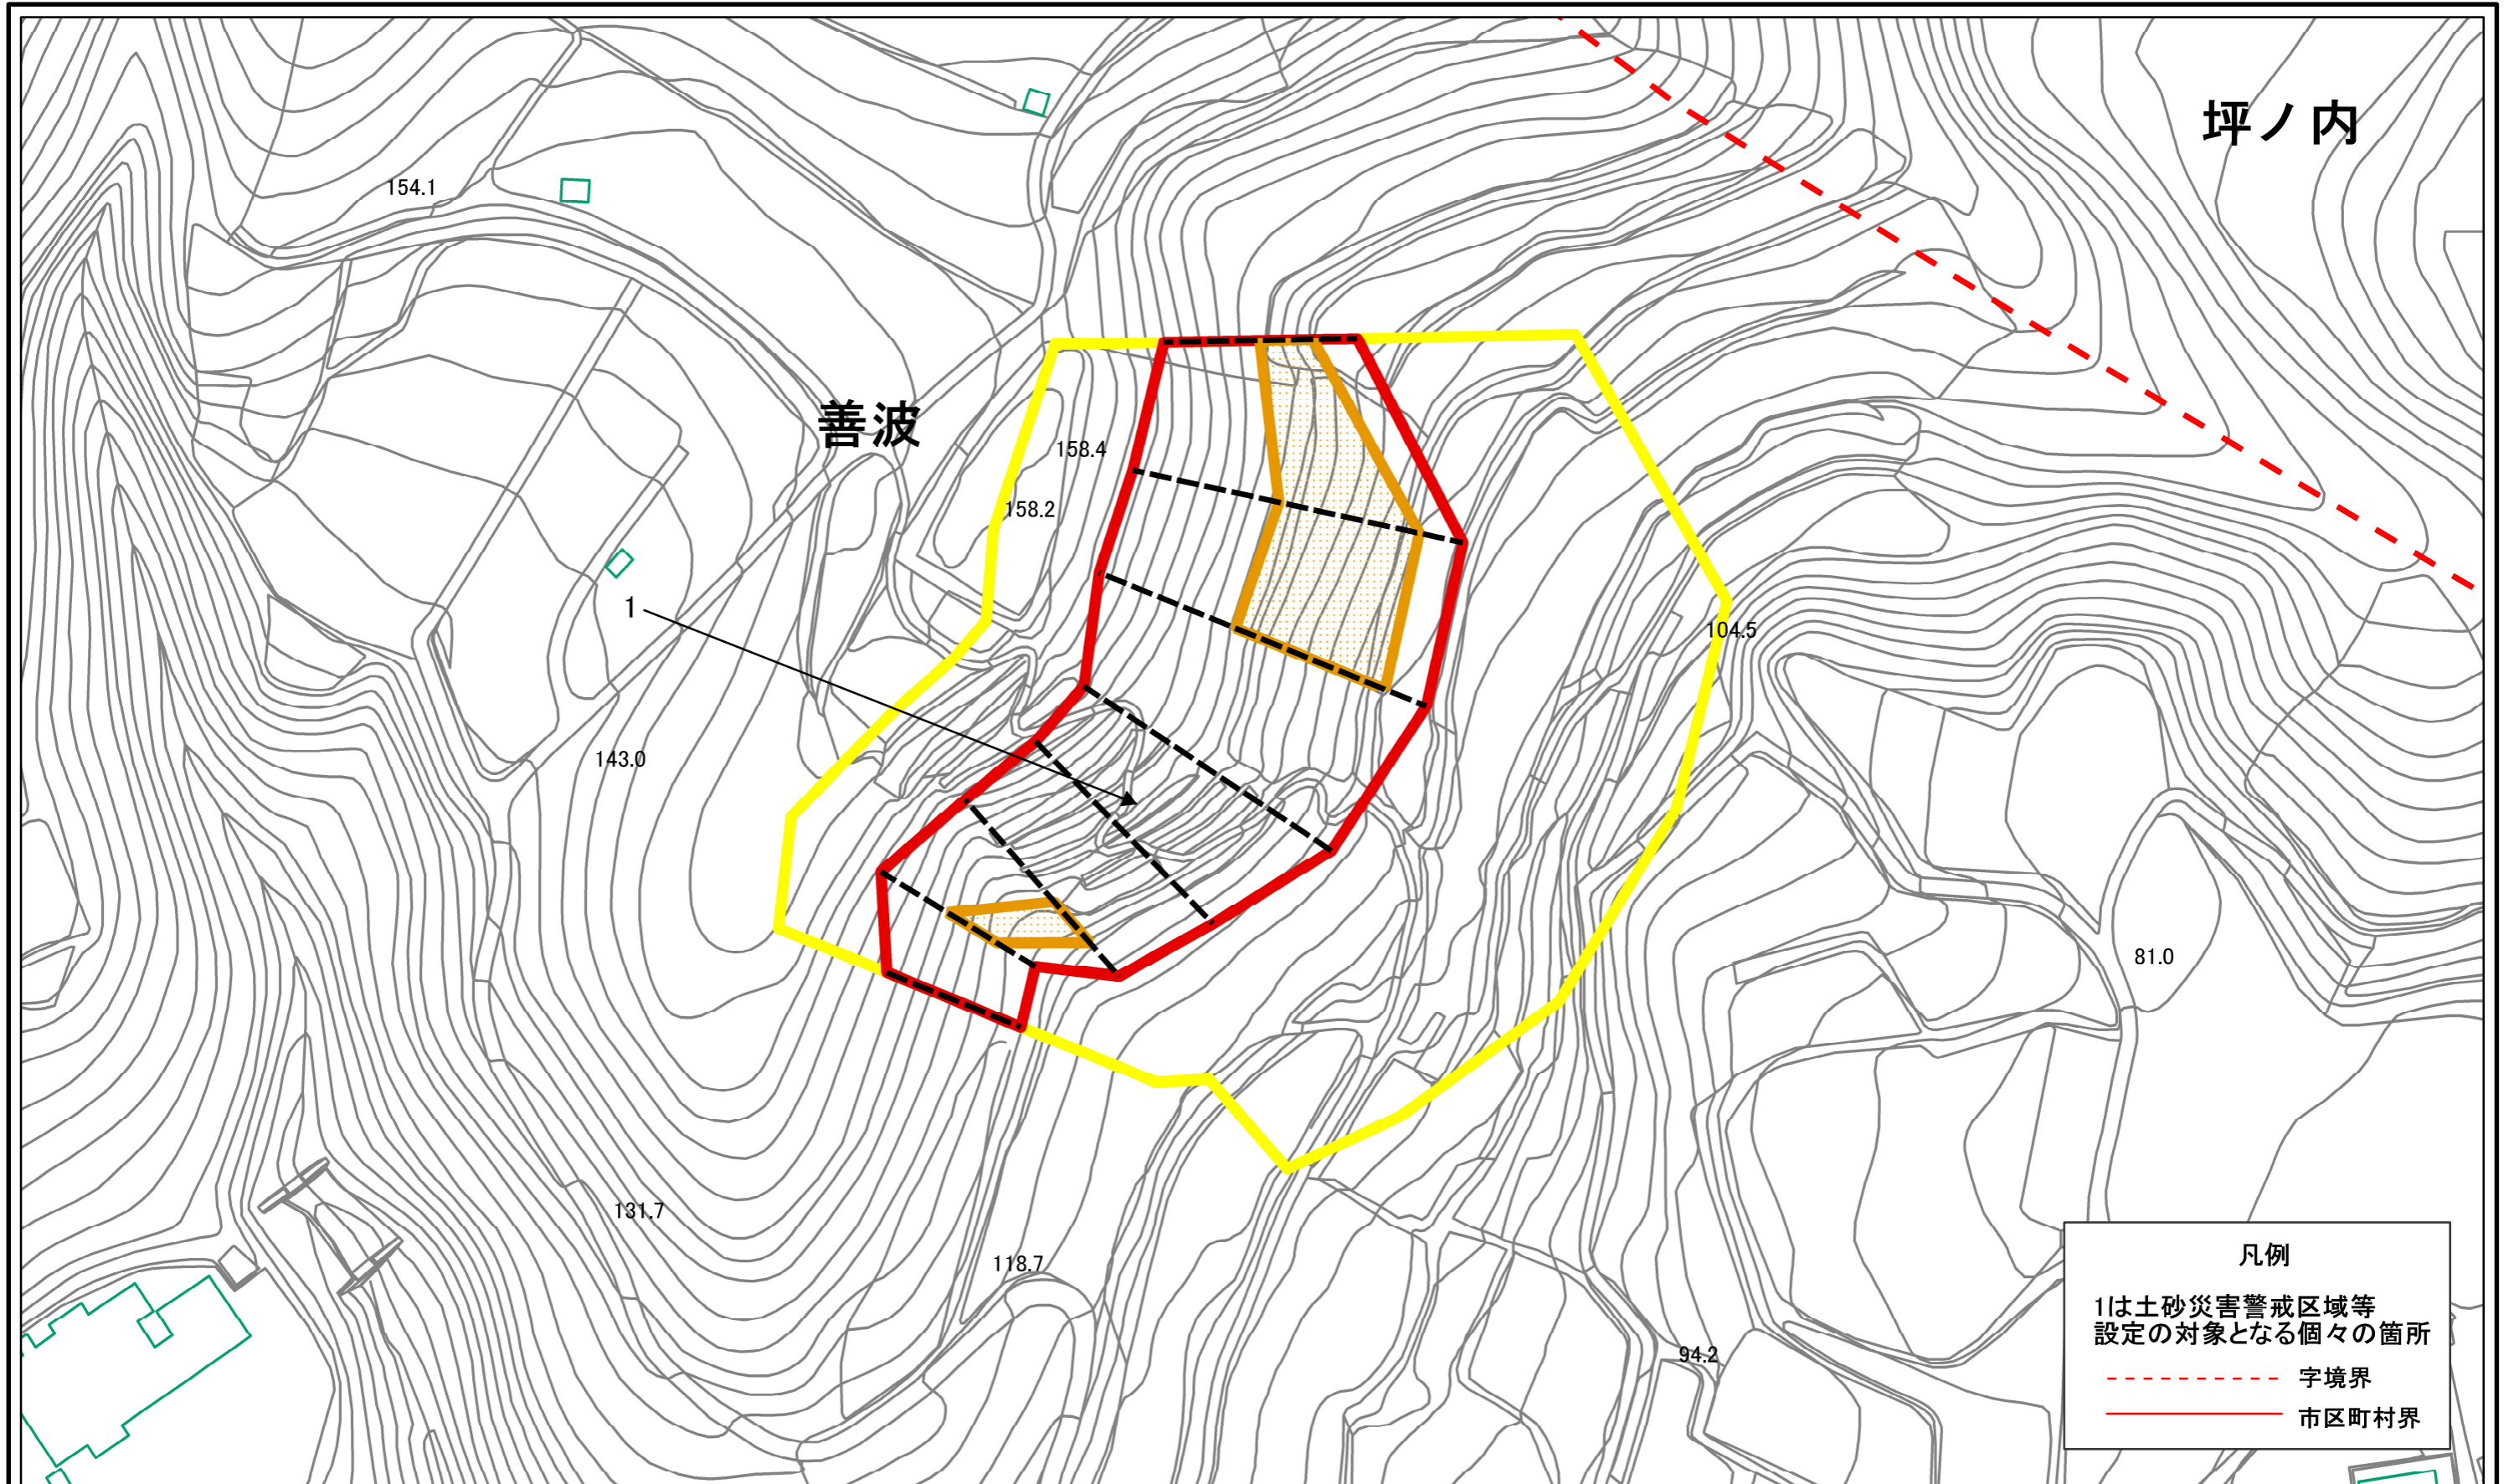 坪ノ内
154.1
善波
158.4
158.2
1
104.5
143.0
81.0
131.7
118.7
94.2
凡例
1は土砂災害警戒区域等
設定の対象となる個々の箇所
字境界
市区町村界